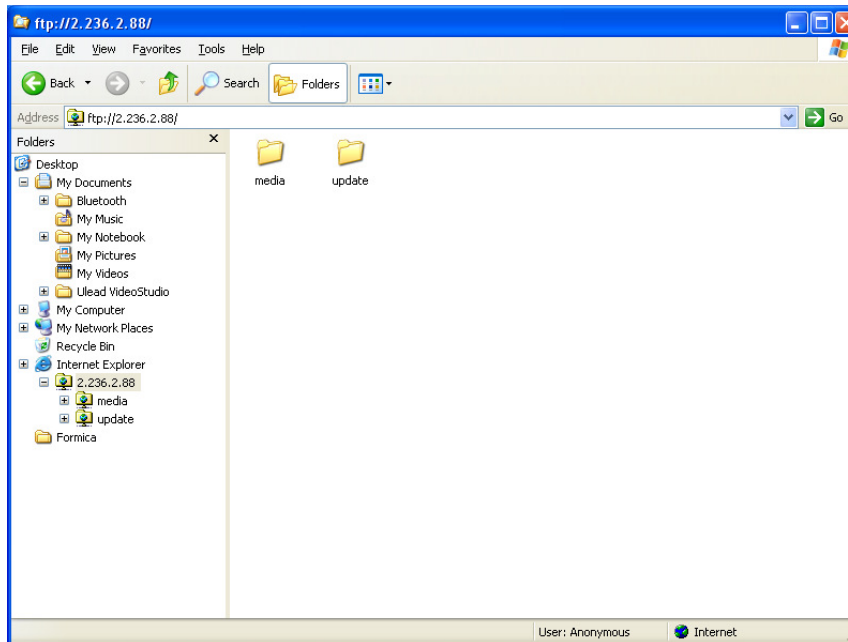 ftp://2.236.2.88/
File Edit View Favorites Tools Help
Back Search Folders
Address ftp://2.236.2.88/ Go
Folders x
Desktop
My Documents
Bluetooth
My Music
My Notebook
My Pictures
My Videos
Ulead VideoStudio
My Computer
My Network Places
Recycle Bin
Internet Explorer
2.236.2.88
media
update
Formica
media update
User: Anonymous Internet